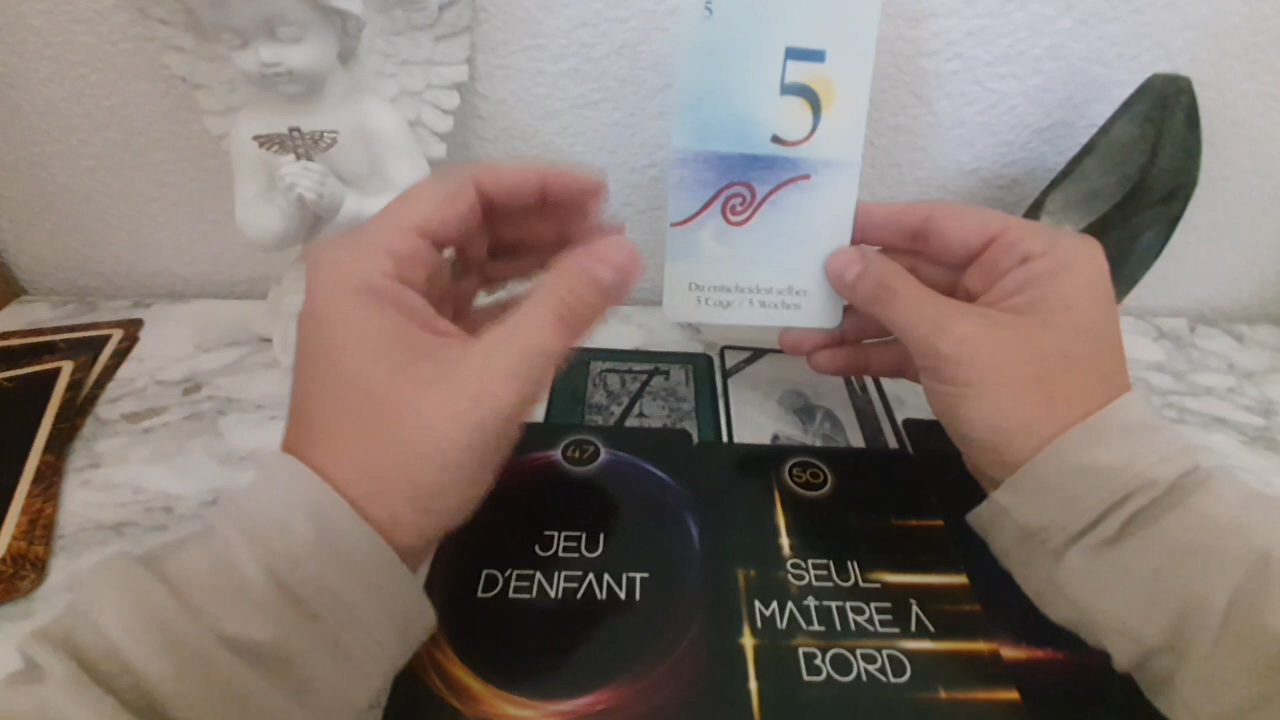 5
5
Du entscheidest selber
5 Tage / 5 Wochen
47
JEU
D'ENFANT
50
SEUL
MAÎTRE À
BORD